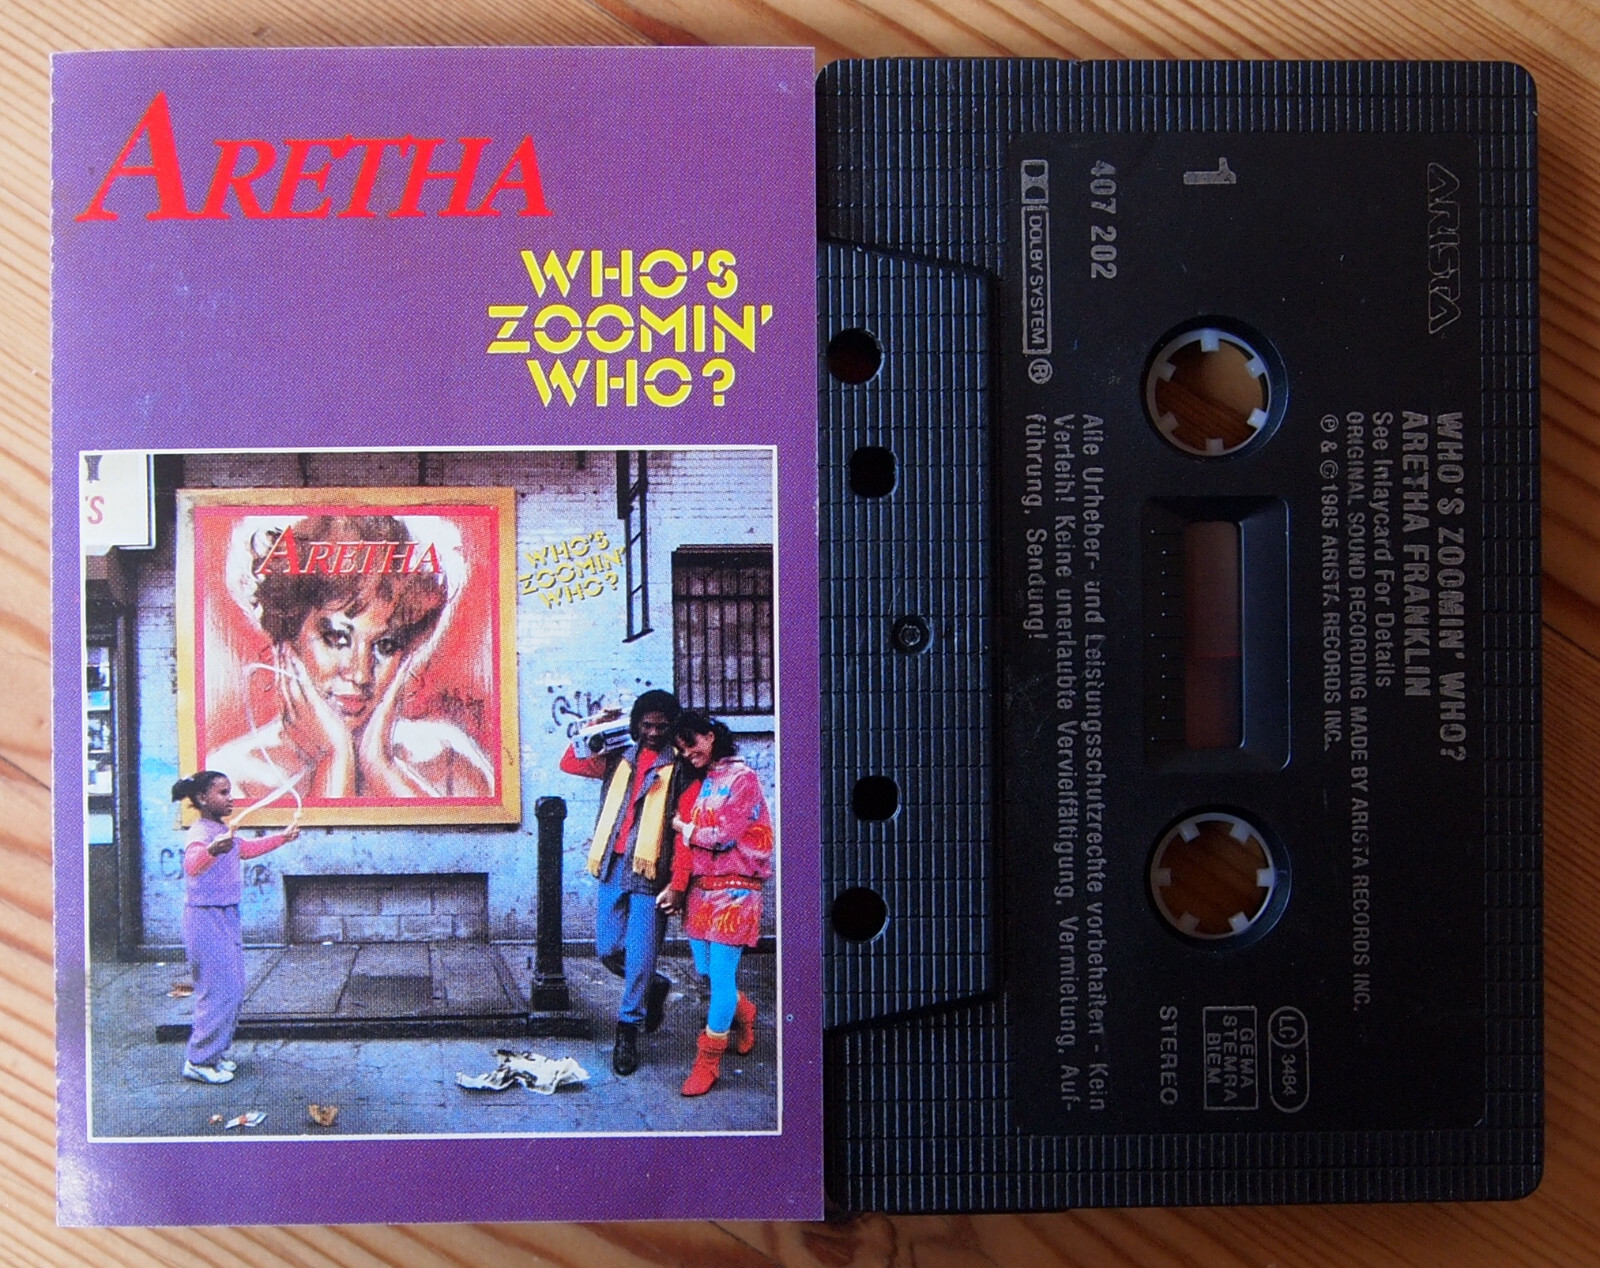 ARETHA
WHO'S
ZOOMIN'
WHO?
'S
ARETHA
WHO'S
ZOOMIN'
WHO?
ARISTA
WHO'S ZOOMIN' WHO?
ARETHA FRANKLIN
See Inlaycard For Details
ORIGINAL SOUND RECORDING MADE BY ARISTA RECORDS INC.
℗ & © 1985 ARISTA RECORDS INC.
LC 3484
GEMA
STEMRA
BIEM
STEREO
1
407 202
DOLBY SYSTEM ®
Alle Urheber- und Leistungsschutzrechte vorbehalten - Kein
Verleih! Keine unerlaubte Vervielfältigung, Vermietung, Auf-
führung, Sendung!